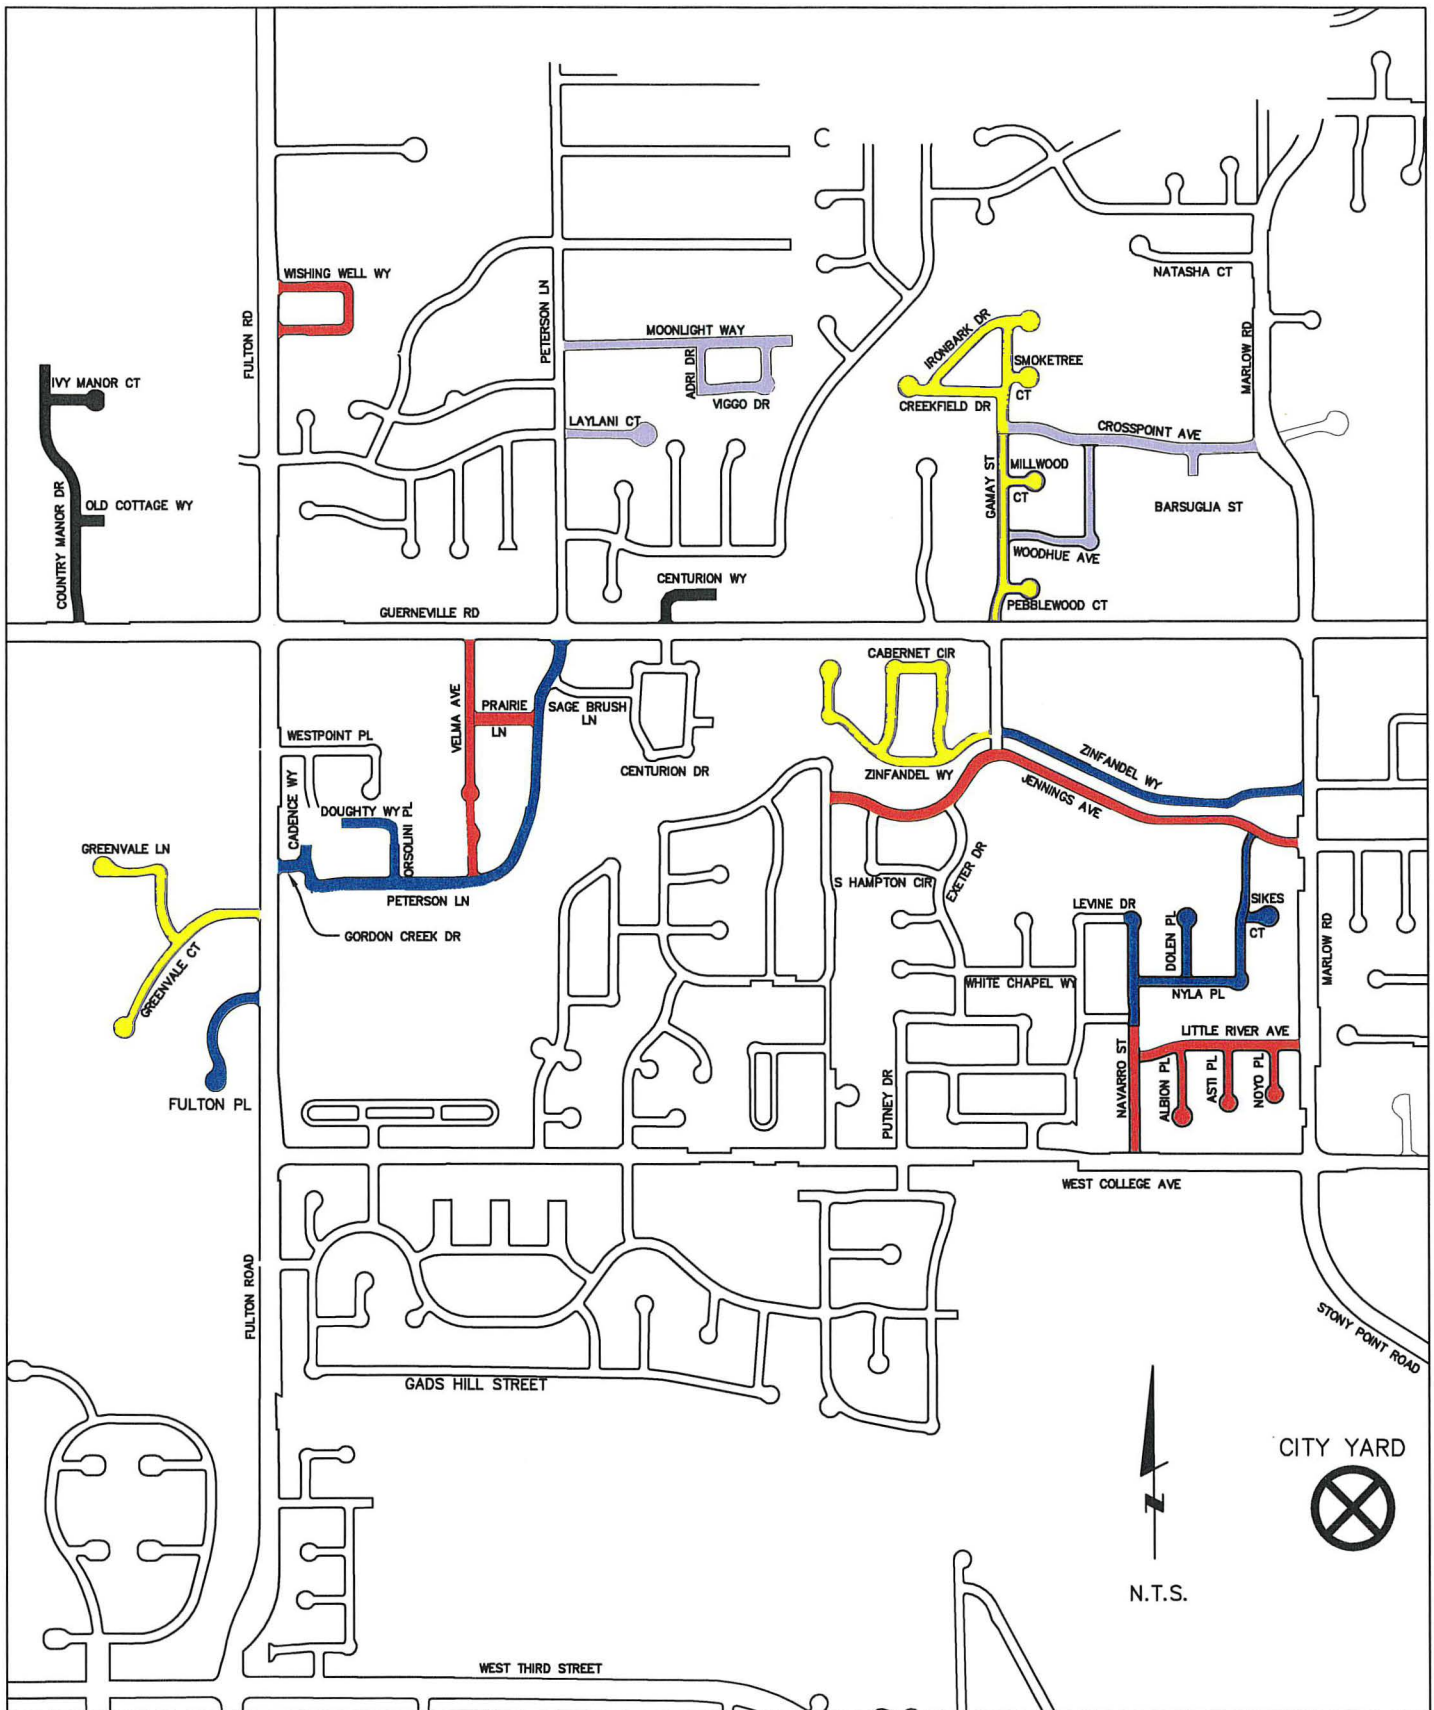 C
WISHING WELL WY
NATASHA CT
FULTON RD
PETERSON LN
MOONLIGHT WAY
ADRI DR
VIGGO DR
IRONBARK DR
SMOKETREE
CT
CREEKFIELD DR
MARLOW RD
IVY MANOR CT
LAYLANI CT
CROSSPOINT AVE
GAMAY ST
MILLWOOD
CT
BARSUGLIA ST
COUNTRY MANOR DR
OLD COTTAGE WY
WOODHUE AVE
CENTURION WY
PEBBLEWOOD CT
GUERNEVILLE RD
CABERNET CIR
VELMA AVE
PRAIRIE
LN
SAGE BRUSH
LN
WESTPOINT PL
CENTURION DR
ZINFANDEL WY
ZINFANDEL WY
JENNINGS AVE
CADENCE WY
DOUGHTY WY
ORSOLINI PL
GREENVALE LN
S HAMPTON CIR
EXETER DR
PETERSON LN
LEVINE DR
DOLEN PL
SIKES
CT
GORDON CREEK DR
GREENVALE CT
MARLOW RD
WHITE CHAPEL WY
NYLA PL
LITTLE RIVER AVE
FULTON PL
PUTNEY DR
NAVARRO ST
ALBION PL
ASTI PL
NOYO PL
WEST COLLEGE AVE
FULTON ROAD
STONY POINT ROAD
GADS HILL STREET
CITY YARD
N.T.S.
WEST THIRD STREET